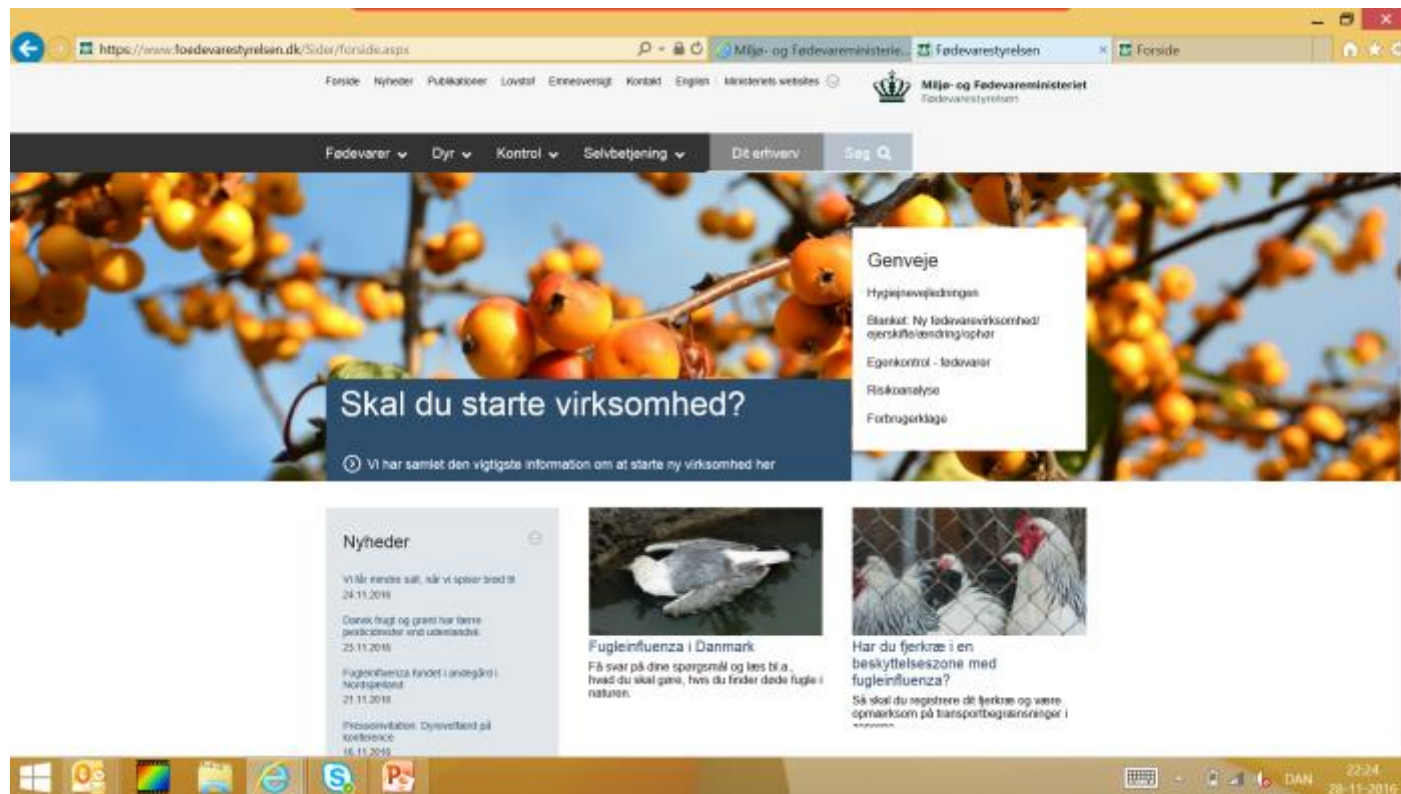 https://www.foedevarestyrelsen.dk/Sider/forside.aspx
Miljø- og Fødevareministerie...
Fødevarestyrelsen
Forside
Forside Nyheder Publikationer Lovstof Emneoversigt Kontakt English Ministeriets websites
Miljø- og Fødevareministeriet
Fødevarestyrelsen
Fødevarer Dyr Kontrol Selvbetjening Dit erhverv Søg
Genveje
Hygiejnevejledningen
Blanket: Ny fødevarevirksomhed/
ejerskifte/ændring/ophør
Egenkontrol - fødevarer
Risikoanalyse
Forbrugerklage
Skal du starte virksomhed?
Vi har samlet den vigtigste information om at starte ny virksomhed her
Nyheder
Vi får mindre salt, når vi spiser brød til
24.11.2016
Dansk frugt og grønt har færre
pesticidrester end udenlandsk
23.11.2016
Fugleinfluenza fundet i andegård i
Nordsjælland
21.11.2016
Presseinvitation: Dyrevelfærd på
konference
16.11.2016
Fugleinfluenza i Danmark
Få svar på dine spørgsmål og læs bl.a.,
hvad du skal gøre, hvis du finder døde fugle i
naturen.
Har du fjerkræ i en
beskyttelseszone med
fugleinfluenza?
Så skal du registrere dit fjerkræ og være
opmærksom på transportbegrænsninger i
DAN
22:24
28-11-2016